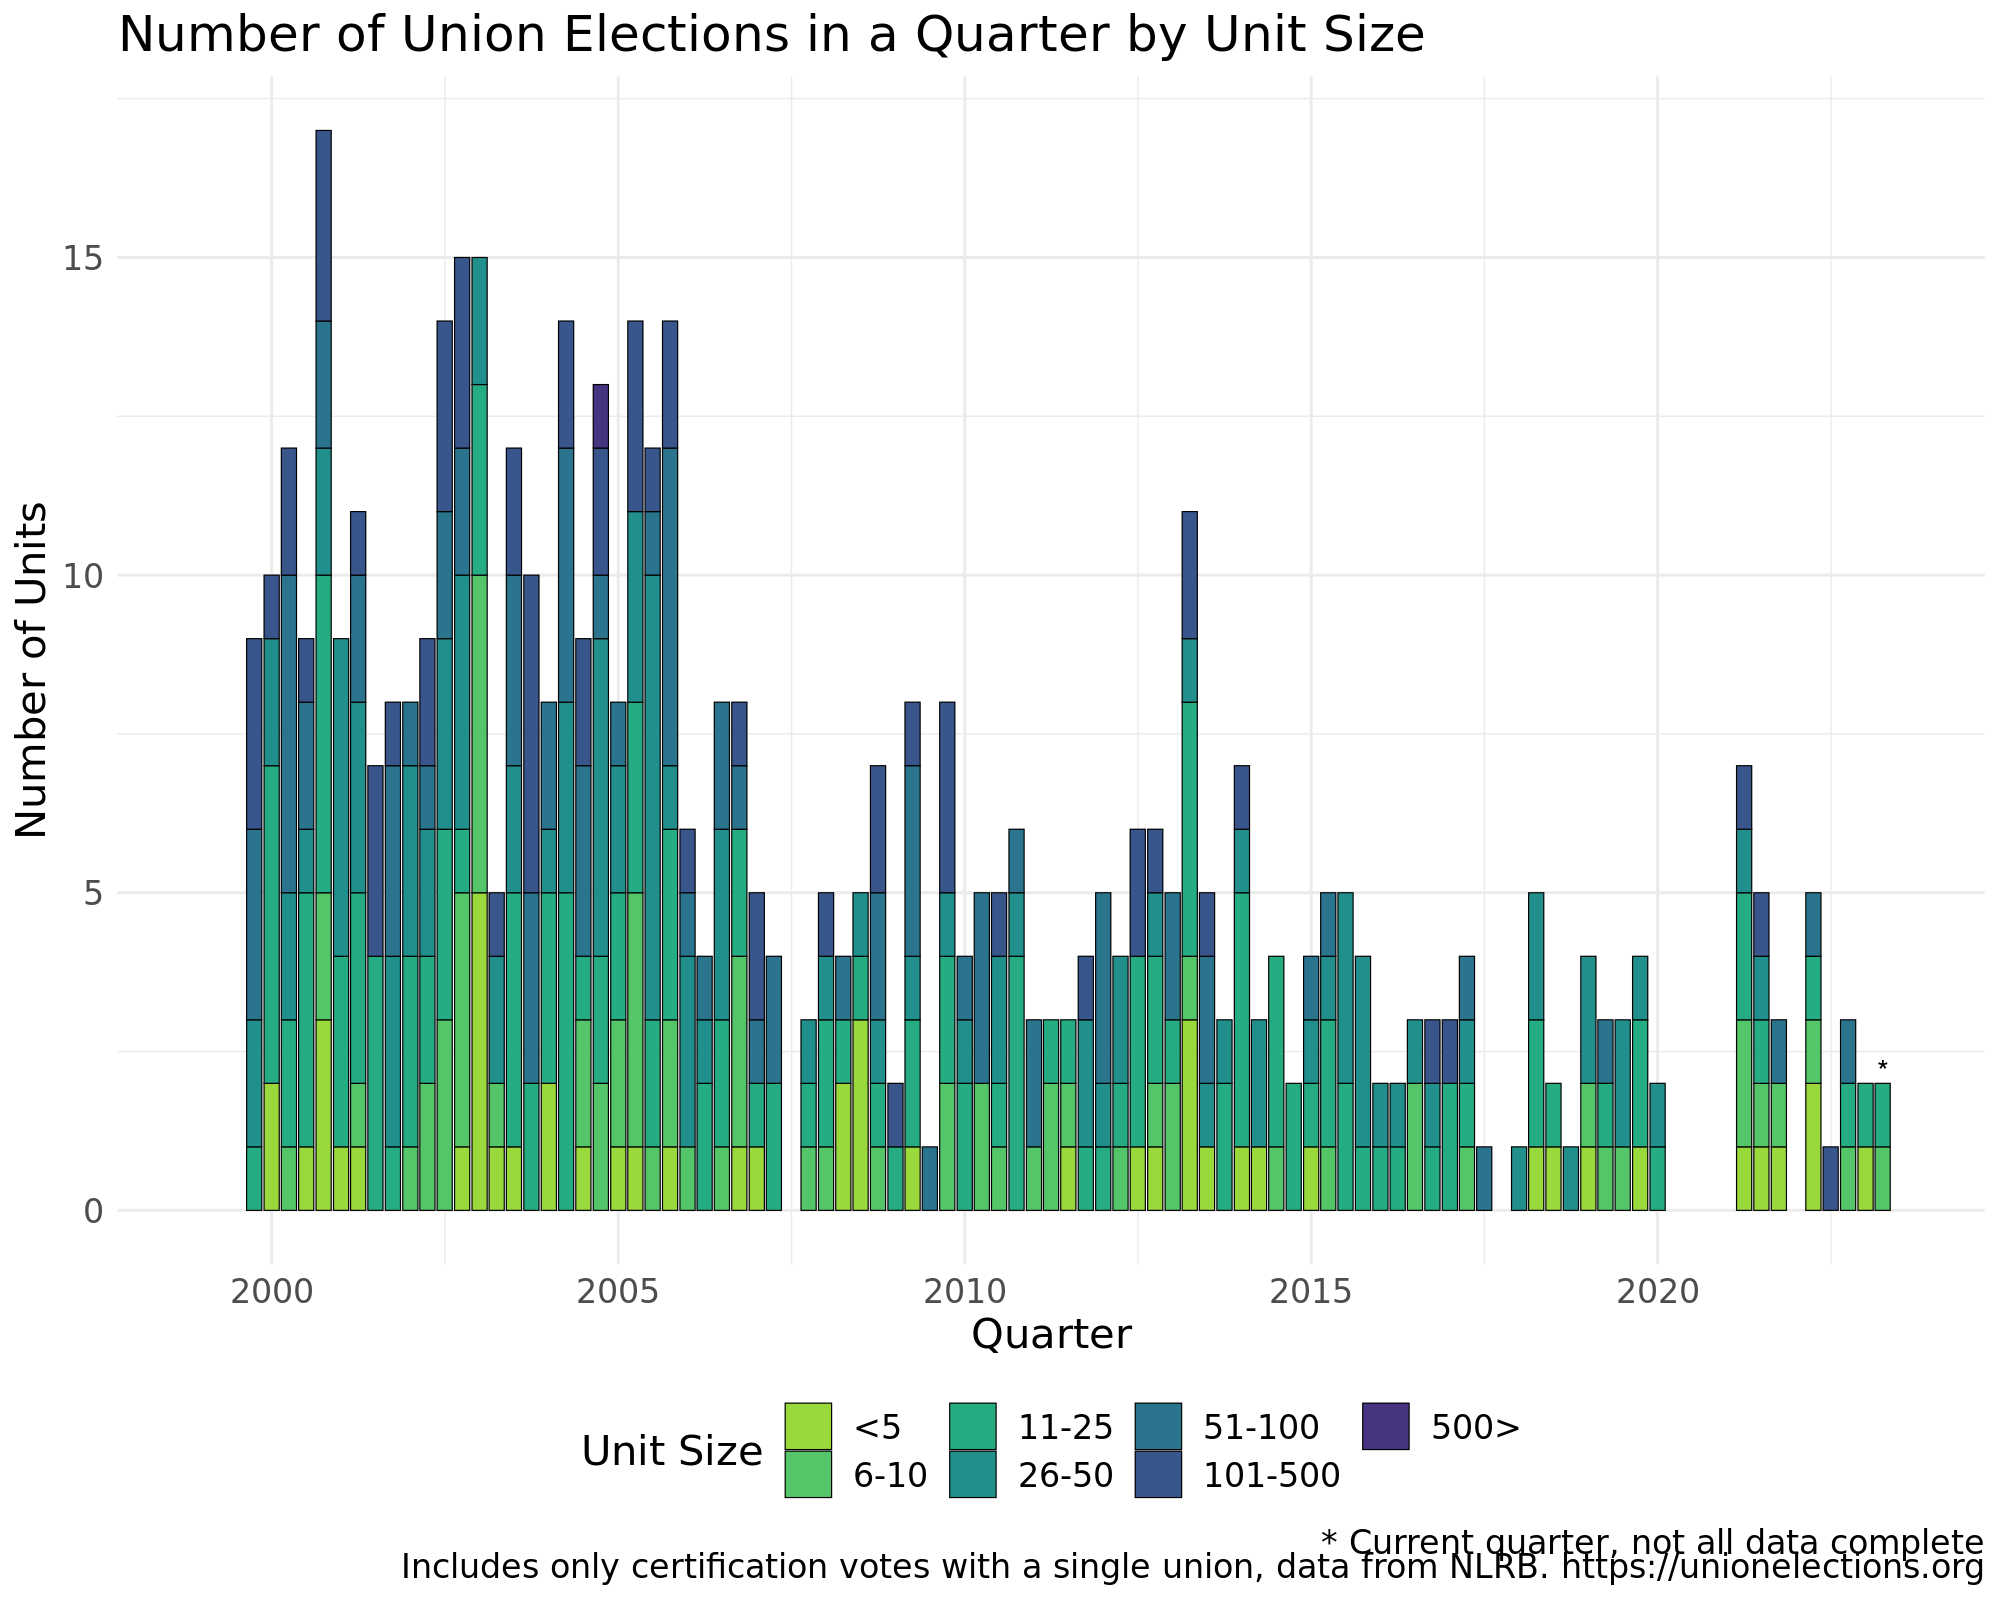 Number of Union Elections in a Quarter by Unit Size
Number of Units
15
10
5
0
*
2000 2005 2010 2015 2020
Quarter
Unit Size
<5 11-25 51-100 500>
6-10 26-50 101-500
* Current quarter, not all data complete
Includes only certification votes with a single union, data from NLRB. https://unionelections.org